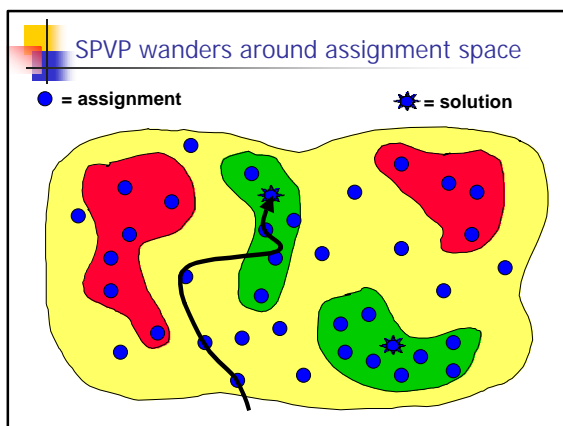 SPVP wanders around assignment space
= assignment
= solution